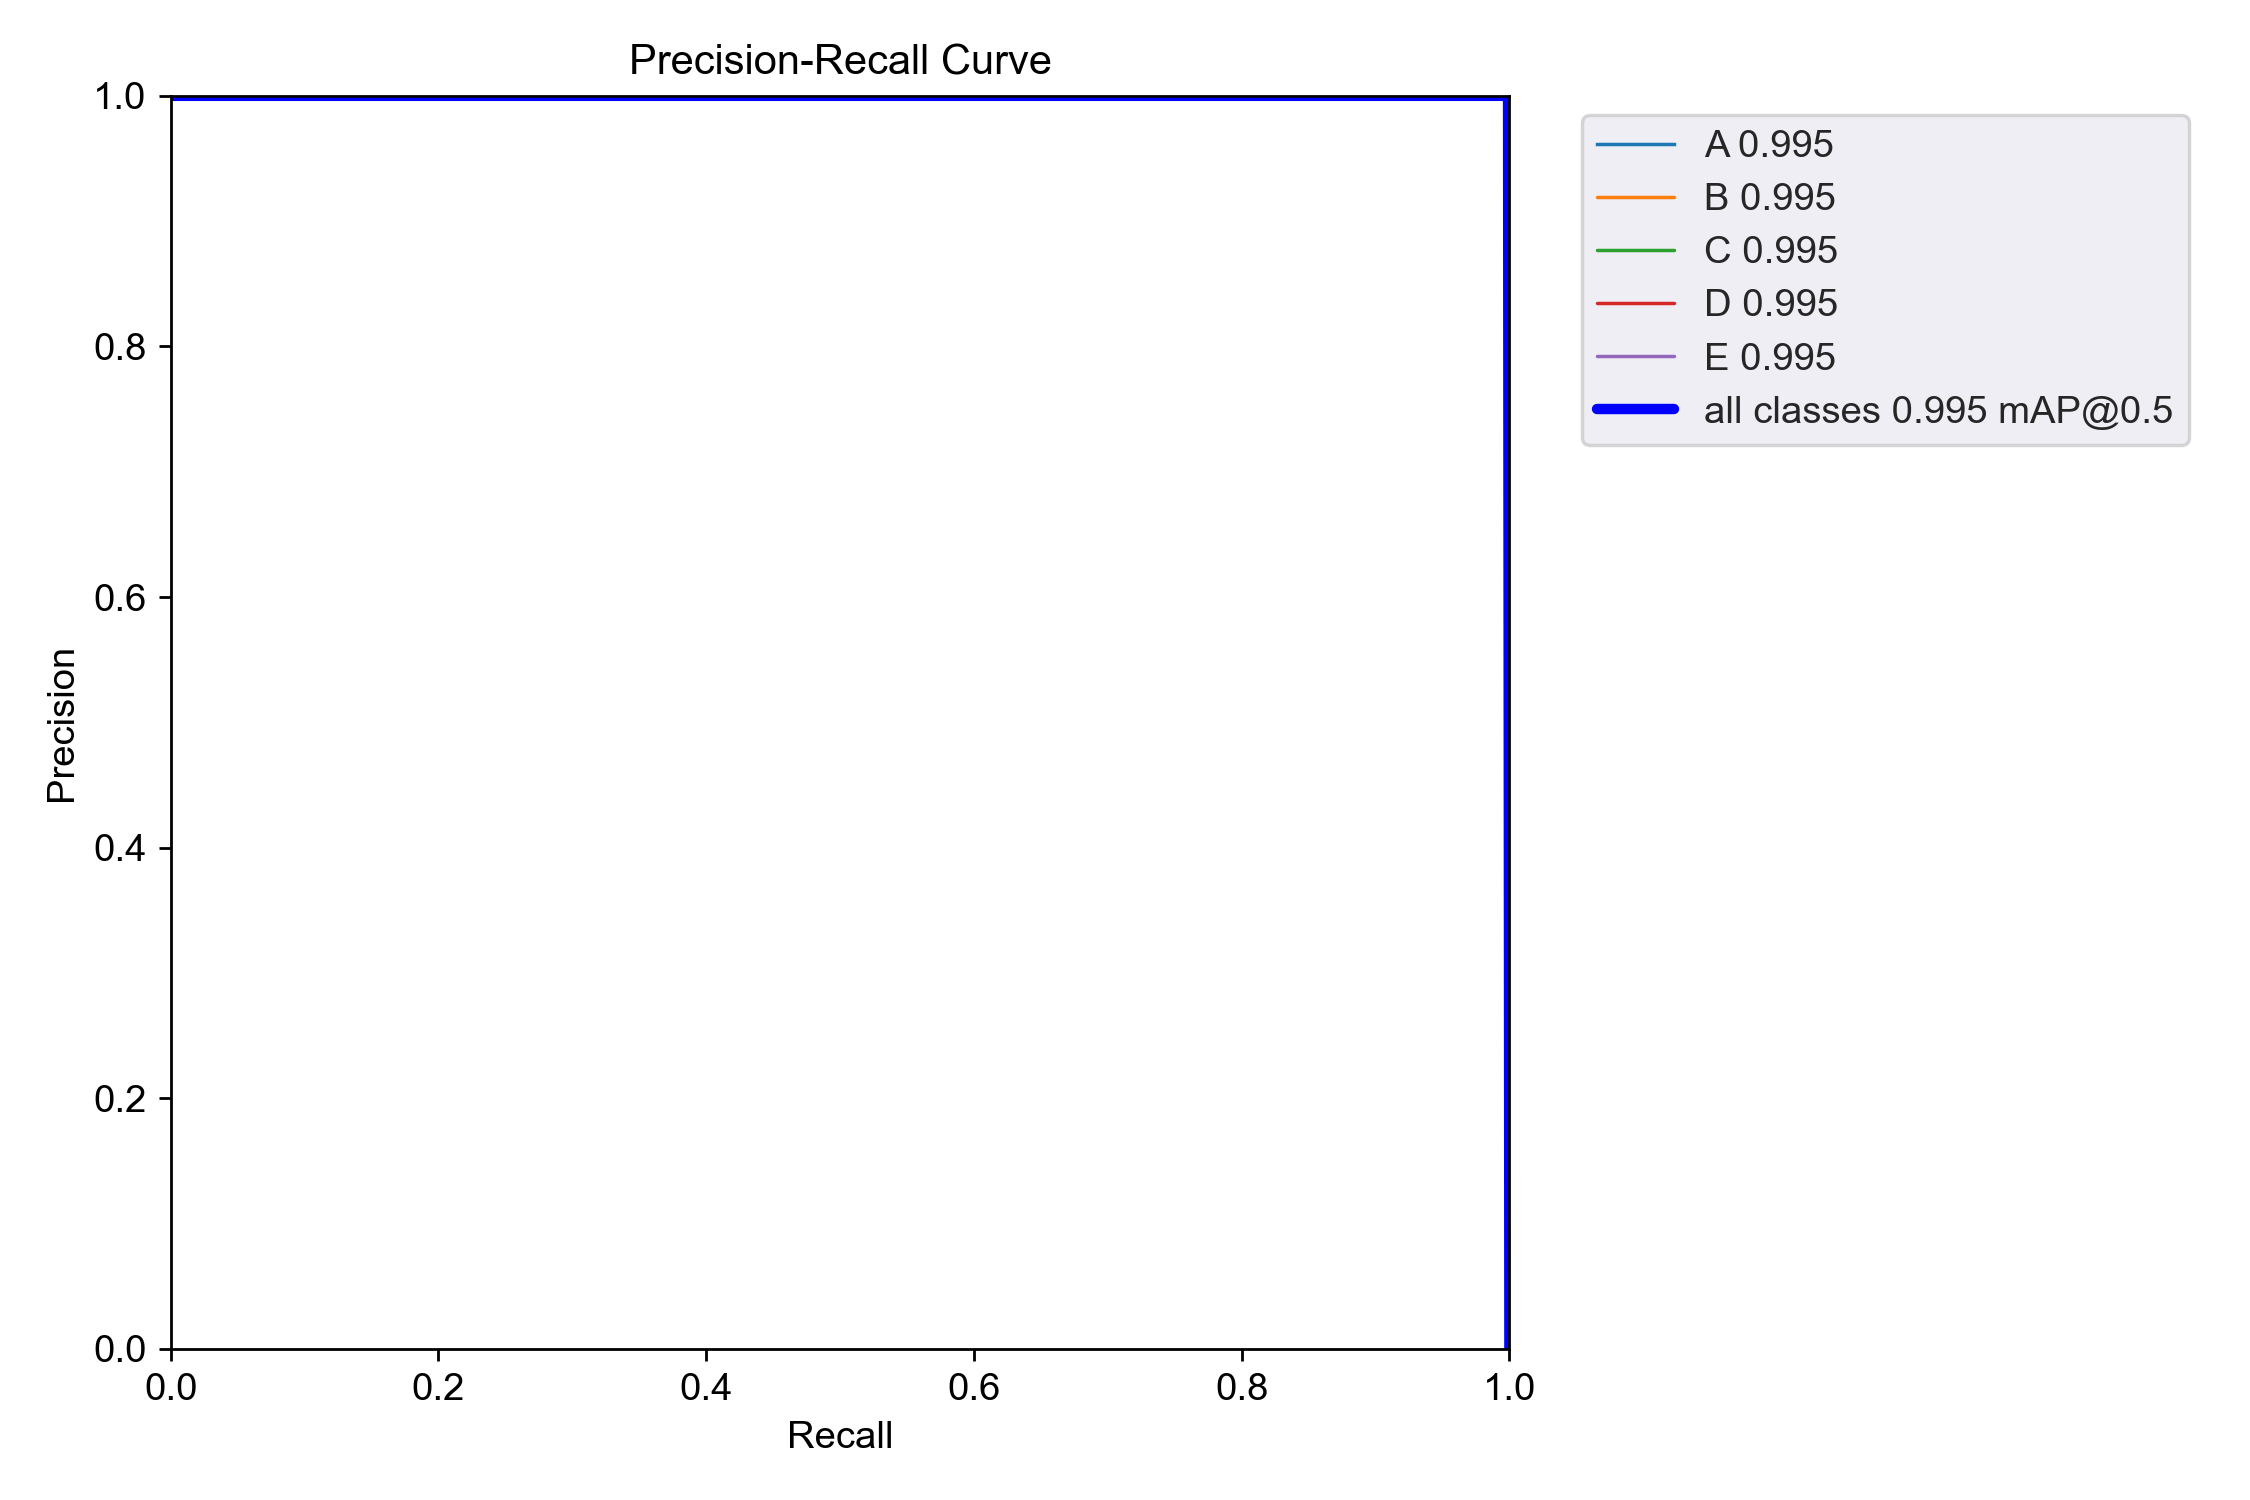 Precision-Recall Curve
1.0
0.8
0.6
0.4
0.2
0.0
Precision
0.0 0.2 0.4 0.6 0.8 1.0
Recall
A 0.995
B 0.995
C 0.995
D 0.995
E 0.995
all classes 0.995 mAP@0.5